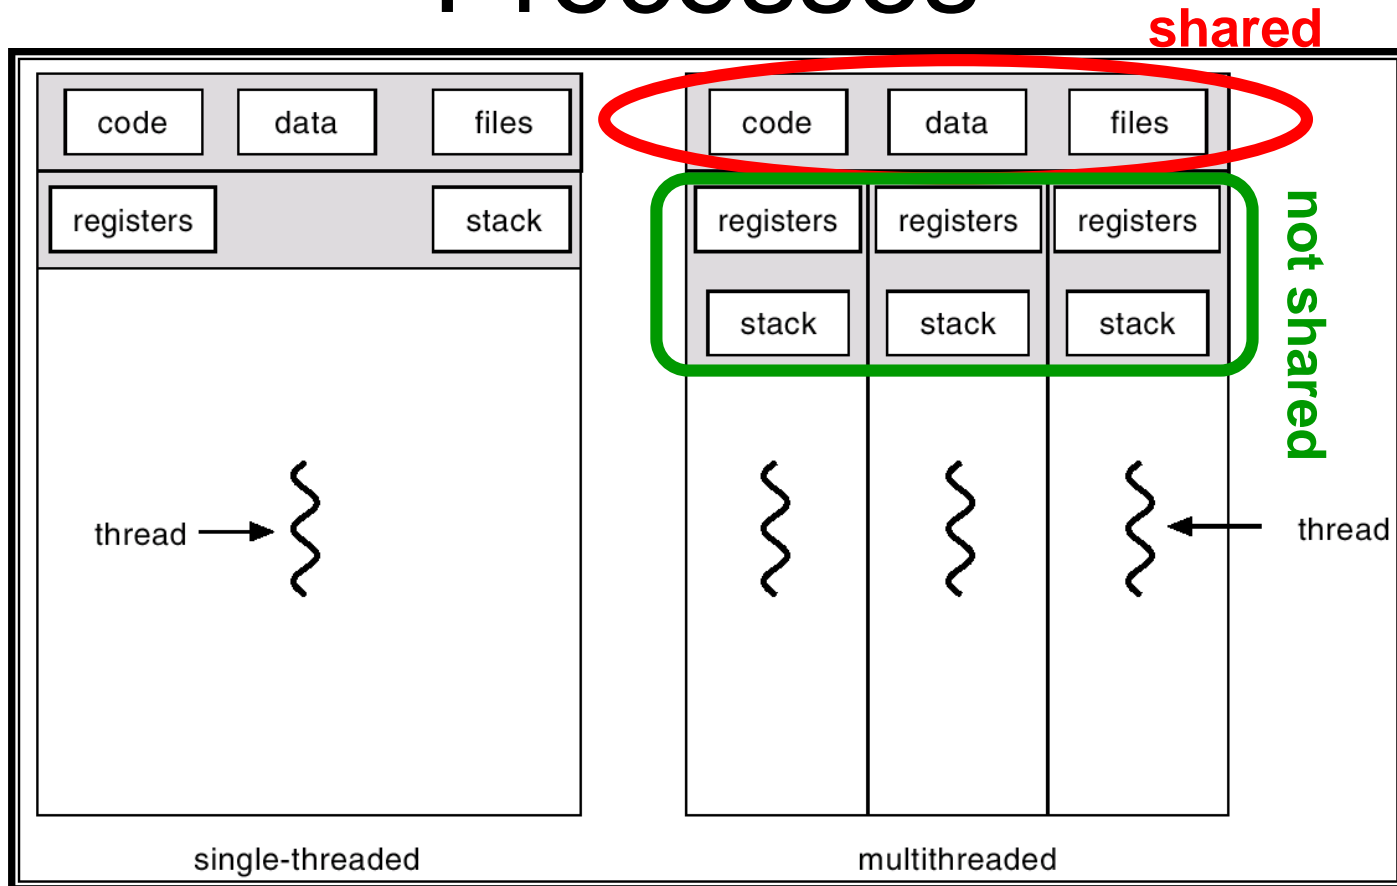 Processes
shared
code data files
code data files
registers stack
registers registers registers
stack stack stack
not shared
thread
thread
single-threaded
multithreaded